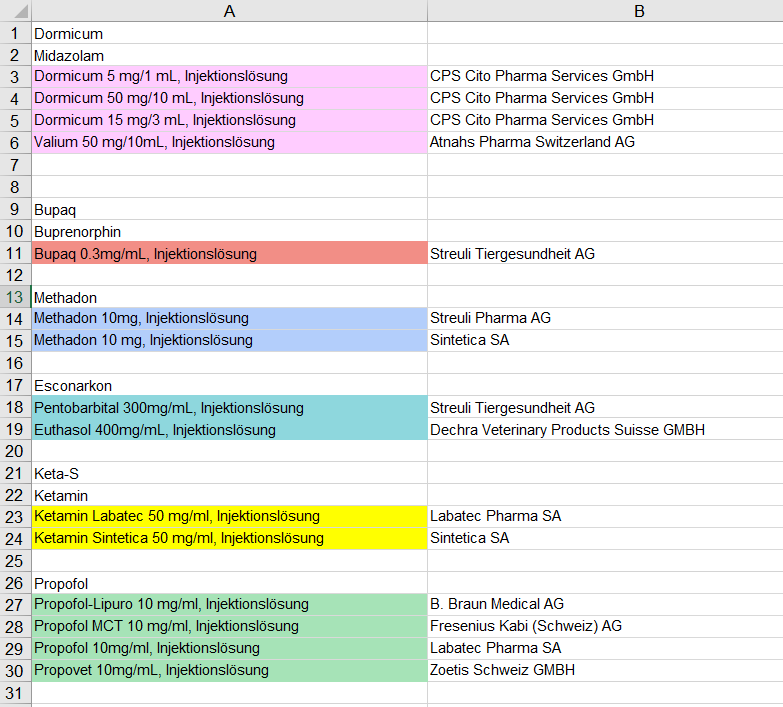 A B
1 Dormicum
2 Midazolam
3 Dormicum 5 mg/1 mL, Injektionslösung CPS Cito Pharma Services GmbH
4 Dormicum 50 mg/10 mL, Injektionslösung CPS Cito Pharma Services GmbH
5 Dormicum 15 mg/3 mL, Injektionslösung CPS Cito Pharma Services GmbH
6 Valium 50 mg/10mL, Injektionslösung Atnahs Pharma Switzerland AG
7
8
9 Bupaq
10 Buprenorphin
11 Bupaq 0.3mg/mL, Injektionslösung Streuli Tiergesundheit AG
12
13 Methadon
14 Methadon 10mg, Injektionslösung Streuli Pharma AG
15 Methadon 10 mg, Injektionslösung Sintetica SA
16
17 Esconarkon
18 Pentobarbital 300mg/mL, Injektionslösung Streuli Tiergesundheit AG
19 Euthasol 400mg/mL, Injektionslösung Dechra Veterinary Products Suisse GMBH
20
21 Keta-S
22 Ketamin
23 Ketamin Labatec 50 mg/ml, Injektionslösung Labatec Pharma SA
24 Ketamin Sintetica 50 mg/ml, Injektionslösung Sintetica SA
25
26 Propofol
27 Propofol-Lipuro 10 mg/ml, Injektionslösung B. Braun Medical AG
28 Propofol MCT 10 mg/ml, Injektionslösung Fresenius Kabi (Schweiz) AG
29 Propofol 10mg/ml, Injektionslösung Labatec Pharma SA
30 Propovet 10mg/mL, Injektionslösung Zoetis Schweiz GMBH
31